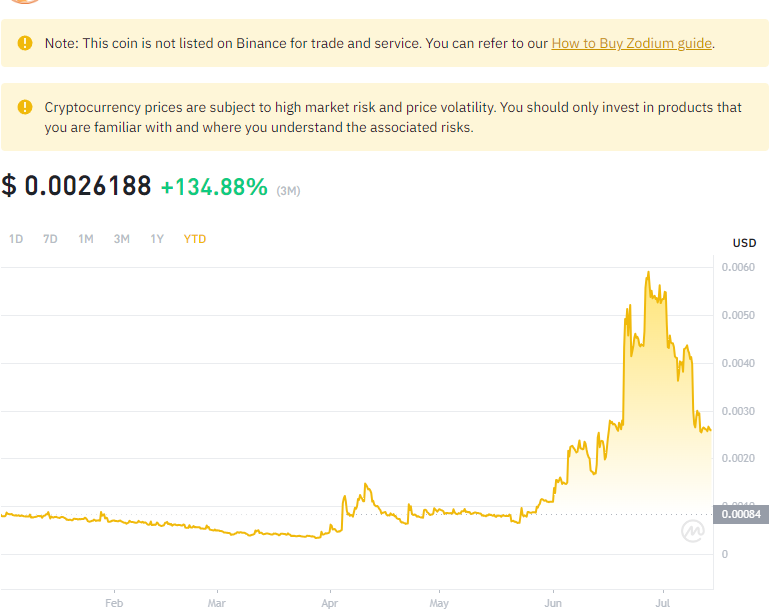 Note: This coin is not listed on Binance for trade and service. You can refer to our How to Buy Zodium guide.
Cryptocurrency prices are subject to high market risk and price volatility. You should only invest in products that
you are familiar with and where you understand the associated risks.
$ 0.0026188 +134.88% (3M)
1D 7D 1M 3M 1Y YTD
USD
0.0060
0.0050
0.0040
0.0030
0.0020
0.00084
0
Feb Mar Apr May Jun Jul